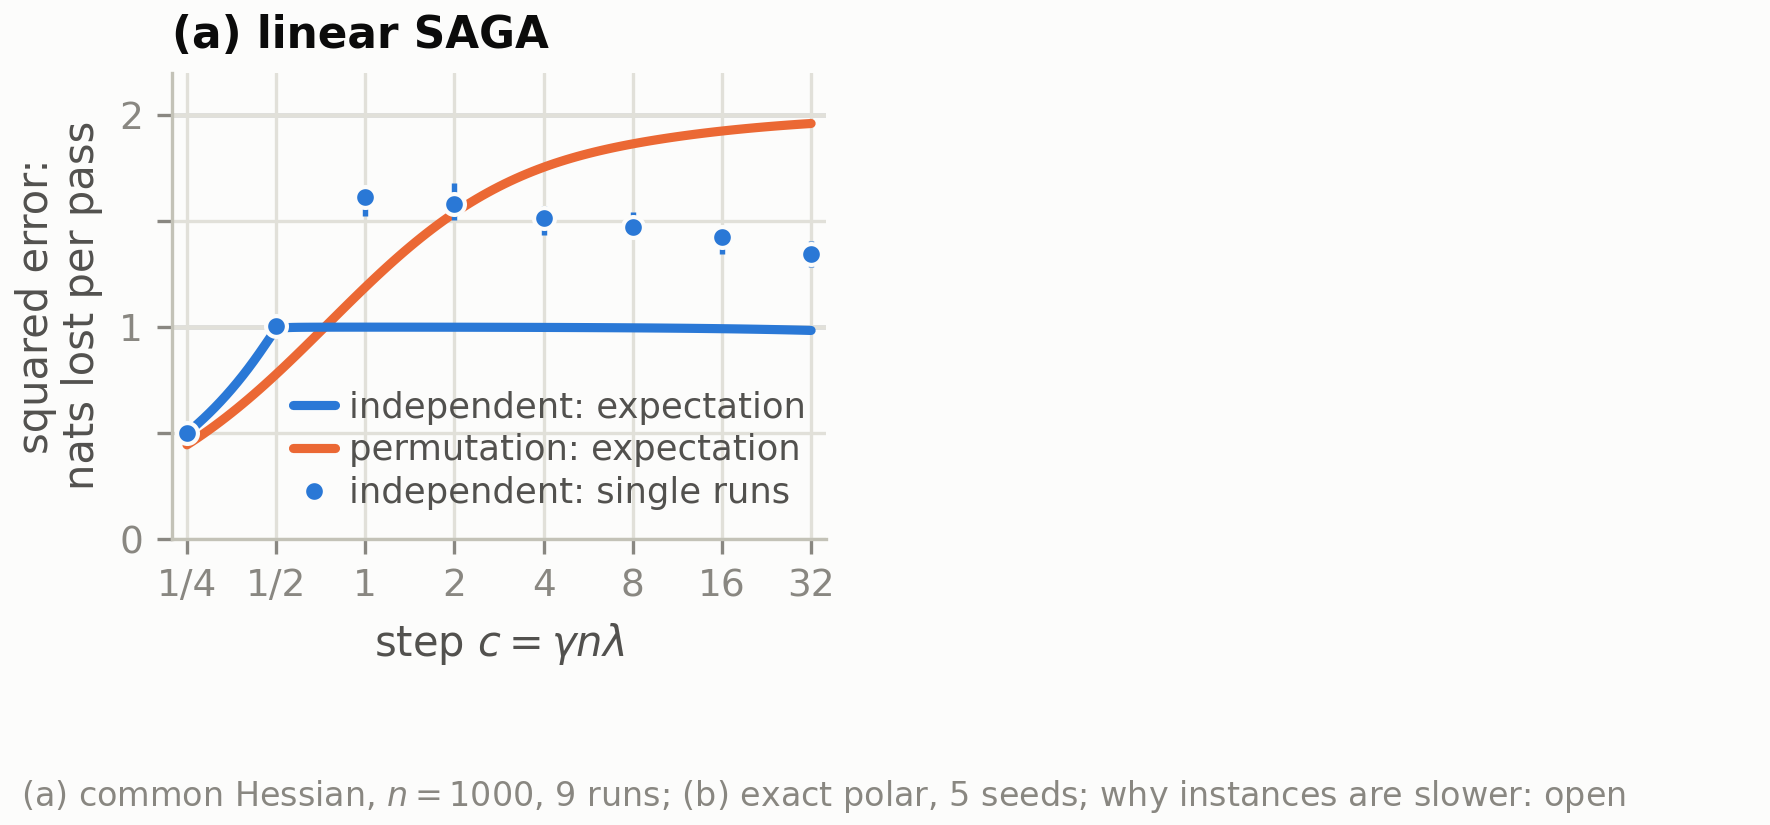 (a) linear SAGA
squared error:
nats lost per pass
2
1
0
independent: expectation
permutation: expectation
independent: single runs
1/4 1/2 1 2 4 8 16 32
step c = γnλ
(a) common Hessian, n = 1000, 9 runs; (b) exact polar, 5 seeds; why instances are slower: open